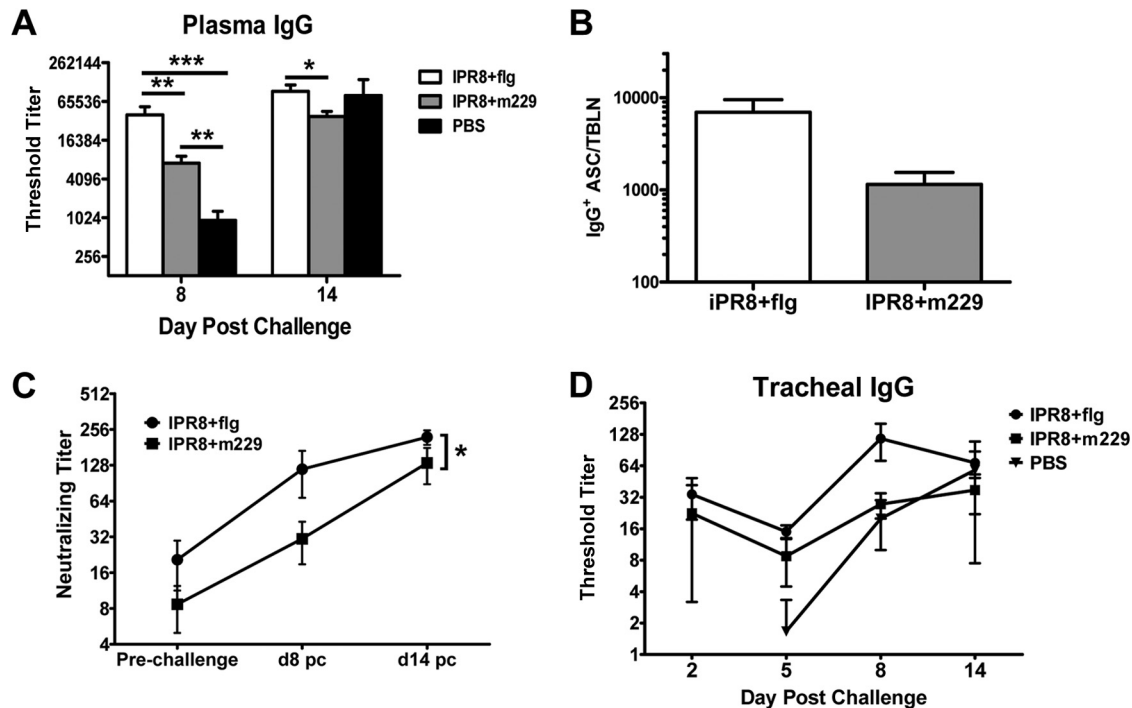 A
Plasma IgG
Threshold Titer
262144
65536
16384
4096
1024
256
***
**
**
*
8
14
Day Post Challenge
IPR8+flg
IPR8+m229
PBS
B
IgG+ ASC/TBLN
10000
1000
100
iPR8+flg
IPR8+m229
C
Neutralizing Titer
512
256
128
64
32
16
8
4
IPR8+flg
IPR8+m229
*
Pre-challenge
d8 pc
d14 pc
D
Tracheal IgG
Threshold Titer
256
128
64
32
16
8
4
2
1
2
5
8
14
Day Post Challenge
IPR8+flg
IPR8+m229
PBS